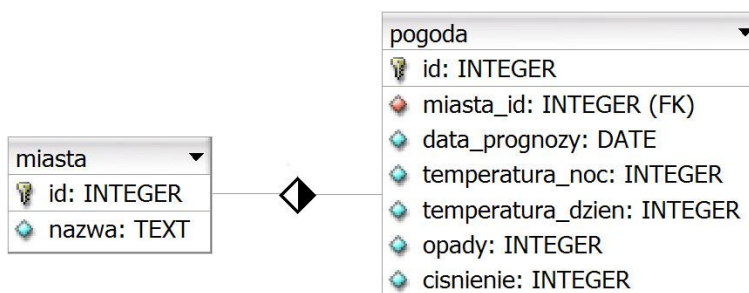 pogoda
id: INTEGER
miasta_id: INTEGER (FK)
data_prognozy: DATE
temperatura_noc: INTEGER
temperatura_dzien: INTEGER
opady: INTEGER
cisnienie: INTEGER
miasta
id: INTEGER
nazwa: TEXT